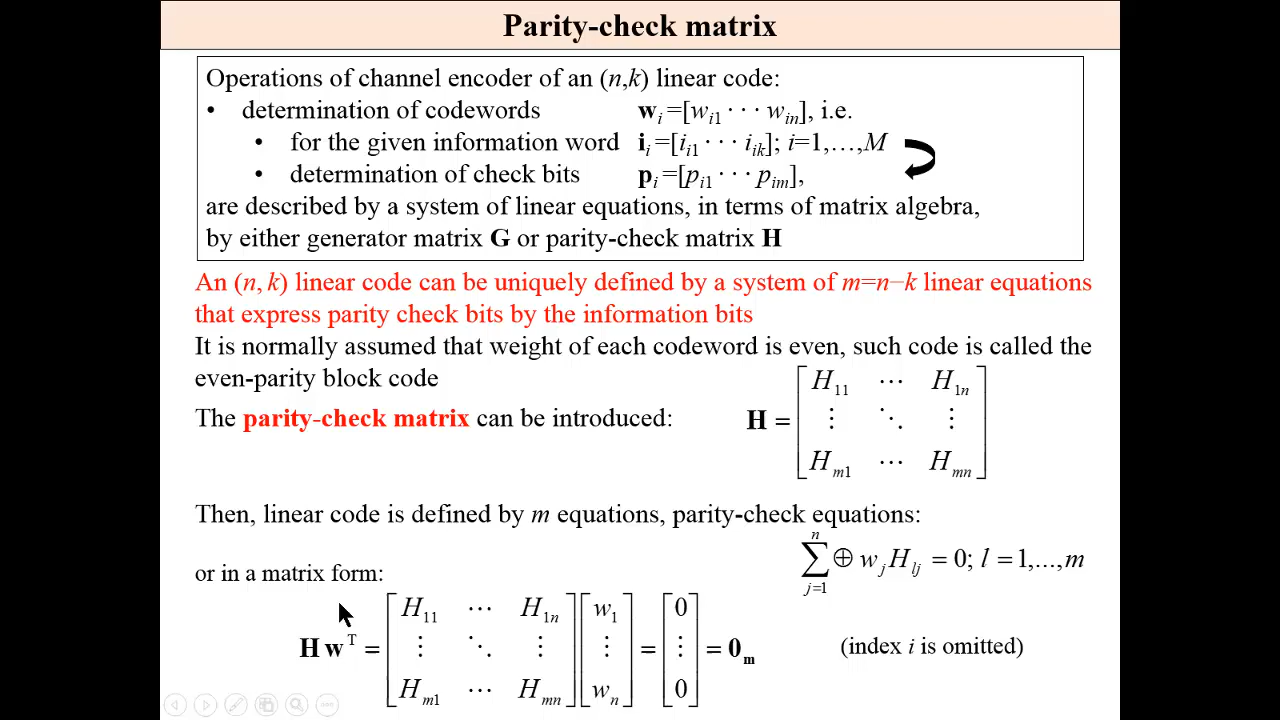 Parity-check matrix
Operations of channel encoder of an (n,k) linear code:
• determination of codewords w_i =[w_i1 · · · w_in], i.e.
• for the given information word i_i =[i_i1 · · · i_ik]; i=1,…,M
• determination of check bits p_i =[p_i1 · · · p_im],
are described by a system of linear equations, in terms of matrix algebra,
by either generator matrix G or parity-check matrix H
An (n, k) linear code can be uniquely defined by a system of m=n−k linear equations
that express parity check bits by the information bits
It is normally assumed that weight of each codeword is even, such code is called the
even-parity block code
The parity-check matrix can be introduced:
H = [ H_11 ⋯ H_1n
⋮ ⋱ ⋮
H_m1 ⋯ H_mn ]
Then, linear code is defined by m equations, parity-check equations:
∑_{j=1}^{n} ⊕ w_j H_lj = 0; l = 1,...,m
or in a matrix form:
H w^T = [ H_11 ⋯ H_1n ; ⋮ ⋱ ⋮ ; H_m1 ⋯ H_mn ] [ w_1 ; ⋮ ; w_n ] = [ 0 ; ⋮ ; 0 ] = 0_m (index i is omitted)